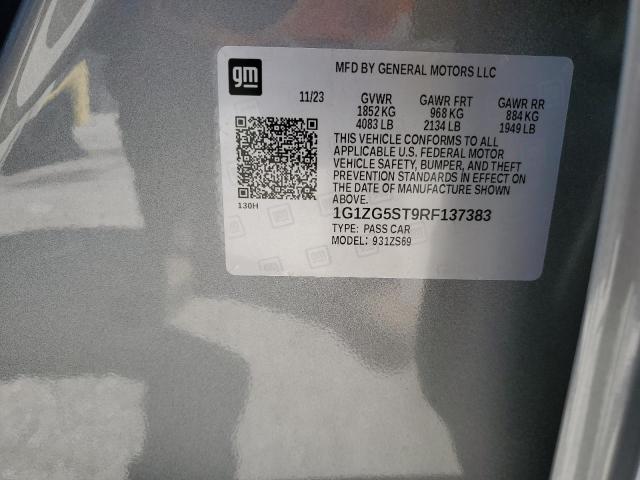 gm
MFD BY GENERAL MOTORS LLC
11/23 GVWR GAWR FRT GAWR RR
1852 KG 968 KG 884 KG
4083 LB 2134 LB 1949 LB
THIS VEHICLE CONFORMS TO ALL
APPLICABLE U.S. FEDERAL MOTOR
VEHICLE SAFETY, BUMPER, AND THEFT
PREVENTION STANDARDS IN EFFECT ON
THE DATE OF MANUFACTURE SHOWN
ABOVE.
130H
1G1ZG5ST9RF137383
TYPE: PASS CAR
MODEL: 931ZS69